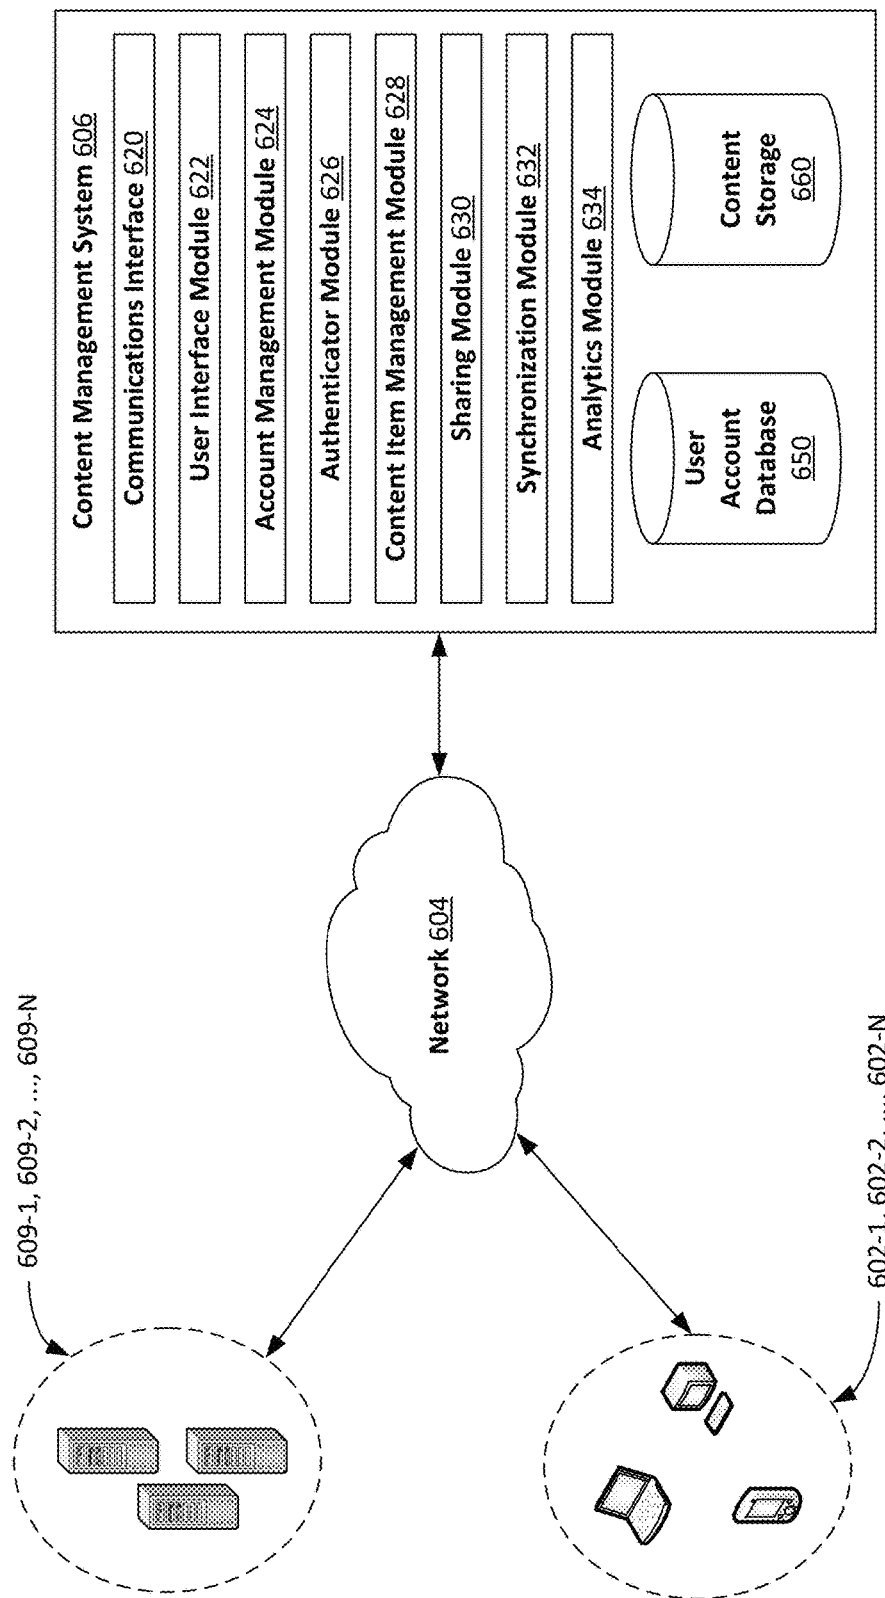 609-1, 609-2, ..., 609-N
602-1, 602-2, ..., 602-N
Network 604
Content Management System 606
Communications Interface 620
User Interface Module 622
Account Management Module 624
Authenticator Module 626
Content Item Management Module 628
Sharing Module 630
Synchronization Module 632
Analytics Module 634
User
Account
Database
650
Content
Storage
660